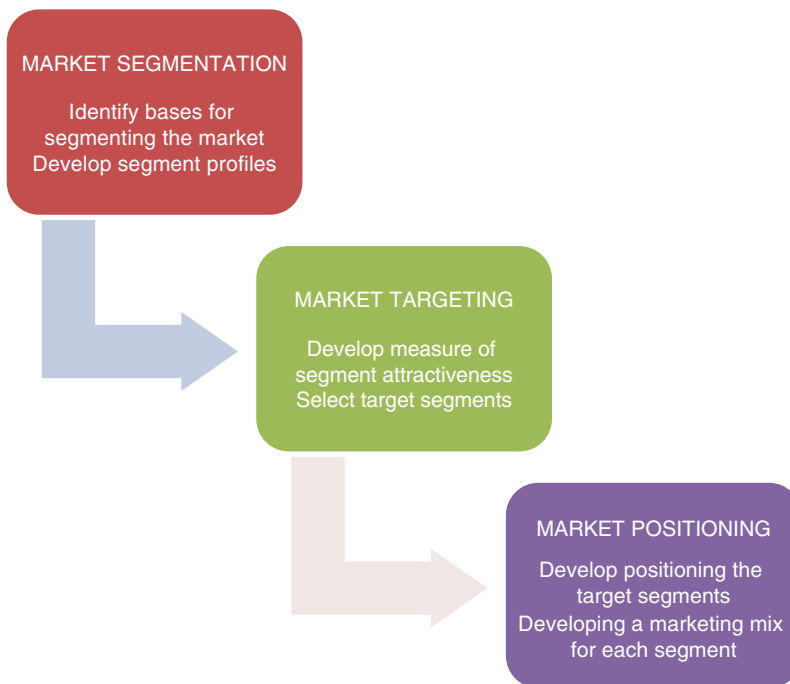 MARKET SEGMENTATION
Identify bases for
segmenting the market
Develop segment profiles
MARKET TARGETING
Develop measure of
segment attractiveness
Select target segments
MARKET POSITIONING
Develop positioning the
target segments
Developing a marketing mix
for each segment